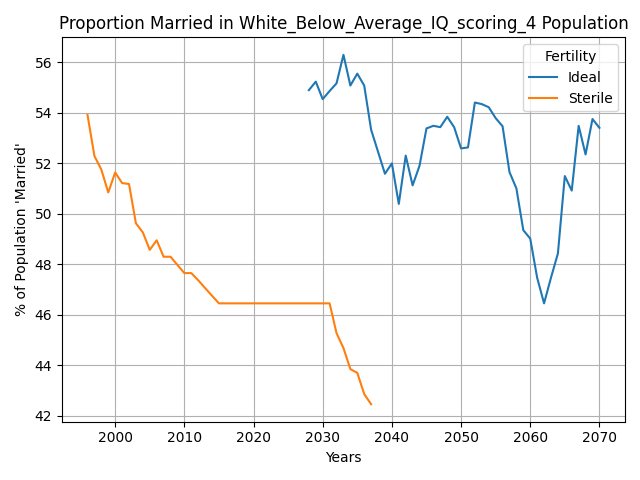 Proportion Married in White_Below_Average_IQ_scoring_4 Population
% of Population 'Married'
56
54
52
50
48
46
44
42
Fertility
Ideal
Sterile
2000 2010 2020 2030 2040 2050 2060 2070
Years